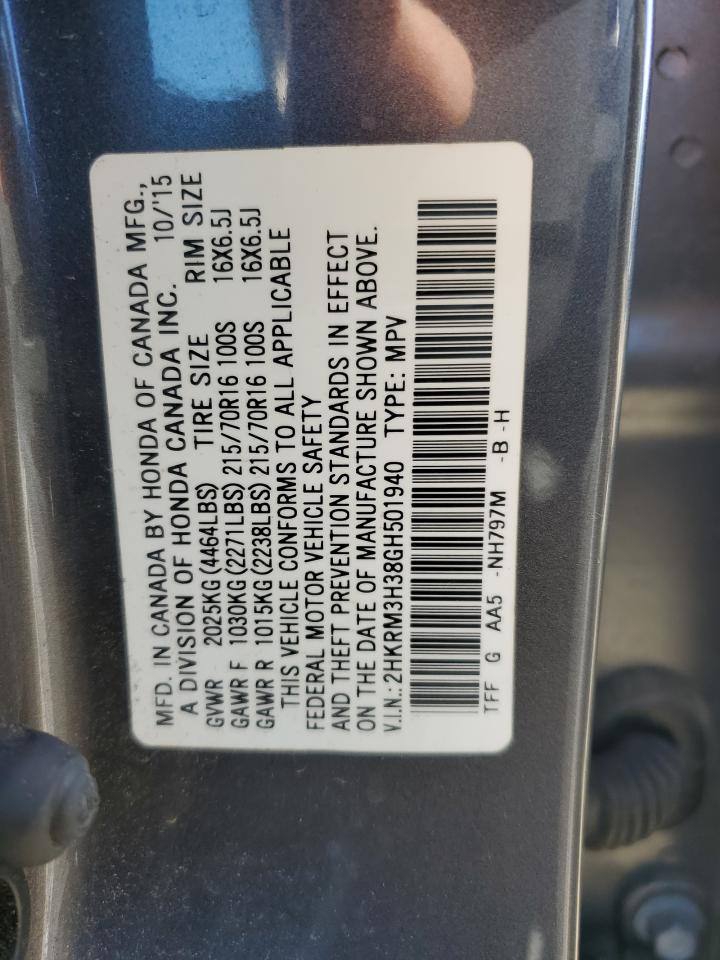 MFD. IN CANADA BY HONDA OF CANADA MFG.,
A DIVISION OF HONDA CANADA INC. 10/'15
GVWR 2025KG (4464LBS) TIRE SIZE RIM SIZE
GAWR F 1030KG (2271LBS) 215/70R16 100S 16X6.5J
GAWR R 1015KG (2238LBS) 215/70R16 100S 16X6.5J
THIS VEHICLE CONFORMS TO ALL APPLICABLE
FEDERAL MOTOR VEHICLE SAFETY
AND THEFT PREVENTION STANDARDS IN EFFECT
ON THE DATE OF MANUFACTURE SHOWN ABOVE.
V.I.N.: 2HKRM3H38GH501940 TYPE: MPV
TFF G AA5 -NH797M -B -H